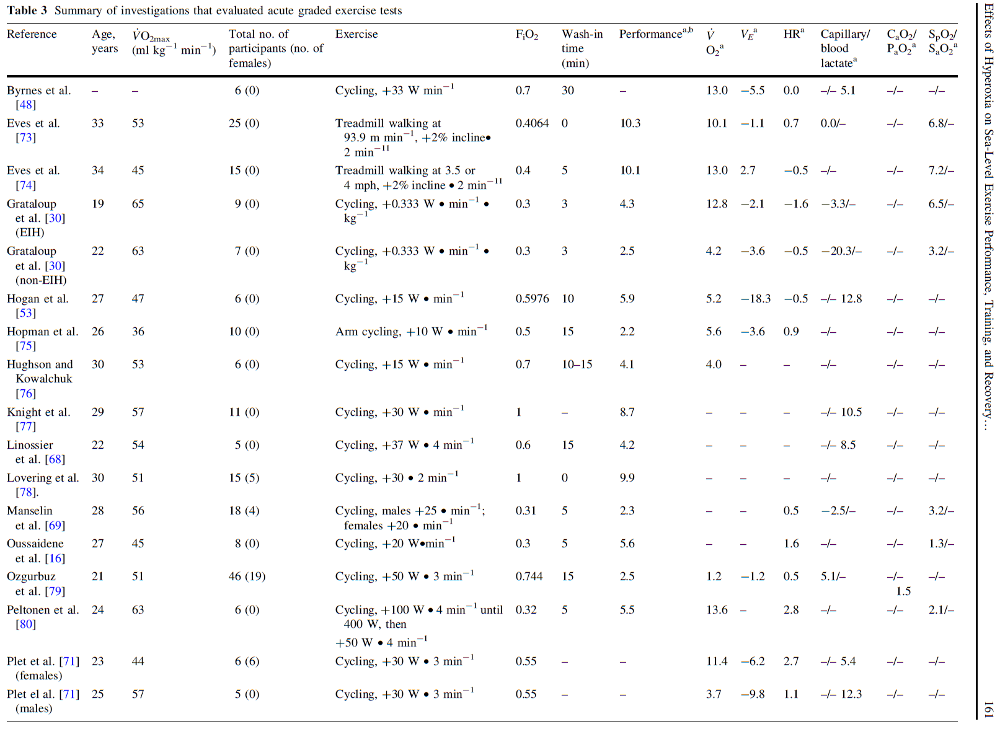 Table 3 Summary of investigations that evaluated acute graded exercise tests
Reference Age, years V̇O2max (ml kg−1 min−1) Total no. of participants (no. of females) Exercise FiO2 Wash-in time (min) Performance^a,b V̇O2^a VE^a HR^a Capillary/blood lactate^a CaO2/PaO2^a SpO2/SaO2^a
Byrnes et al. [48] – – 6 (0) Cycling, +33 W min−1 0.7 30 – 13.0 −5.5 0.0 –/– 5.1 –/– –/–
Eves et al. [73] 33 53 25 (0) Treadmill walking at 93.9 m min−1, +2% incline• 2 min−11 0.4064 0 10.3 10.1 −1.1 0.7 0.0/– –/– 6.8/–
Eves et al. [74] 34 45 15 (0) Treadmill walking at 3.5 or 4 mph, +2% incline • 2 min−11 0.4 5 10.1 13.0 2.7 −0.5 –/– –/– 7.2/–
Grataloup et al. [30] (EIH) 19 65 9 (0) Cycling, +0.333 W • min−1 • kg−1 0.3 3 4.3 12.8 −2.1 −1.6 −3.3/– –/– 6.5/–
Grataloup et al. [30] (non-EIH) 22 63 7 (0) Cycling, +0.333 W • min−1 • kg−1 0.3 3 2.5 4.2 −3.6 −0.5 −20.3/– –/– 3.2/–
Hogan et al. [53] 27 47 6 (0) Cycling, +15 W • min−1 0.5976 10 5.9 5.2 −18.3 −0.5 –/– 12.8 –/– –/–
Hopman et al. [75] 26 36 10 (0) Arm cycling, +10 W • min−1 0.5 15 2.2 5.6 −3.6 0.9 –/– –/– –/–
Hughson and Kowalchuk [76] 30 53 6 (0) Cycling, +15 W • min−1 0.7 10–15 4.1 4.0 – – –/– –/– –/–
Knight et al. [77] 29 57 11 (0) Cycling, +30 W • min−1 1 – 8.7 – – – –/– 10.5 –/– –/–
Linossier et al. [68] 22 54 5 (0) Cycling, +37 W • 4 min−1 0.6 15 4.2 – – – –/– 8.5 –/– –/–
Lovering et al. [78]. 30 51 15 (5) Cycling, +30 • 2 min−1 1 0 9.9 – – – –/– –/– –/–
Manselin et al. [69] 28 56 18 (4) Cycling, males +25 • min−1; females +20 • min−1 0.31 5 2.3 – – 0.5 −2.5/– –/– 3.2/–
Oussaidene et al. [16] 27 45 8 (0) Cycling, +20 W•min−1 0.3 5 5.6 – – 1.6 –/– –/– 1.3/–
Ozgurbuz et al. [79] 21 51 46 (19) Cycling, +50 W • 3 min−1 0.744 15 2.5 1.2 −1.2 0.5 5.1/– –/– 1.5 –/–
Peltonen et al. [80] 24 63 6 (0) Cycling, +100 W • 4 min−1 until 400 W, then +50 W • 4 min−1 0.32 5 5.5 13.6 – 2.8 –/– –/– 2.1/–
Plet et al. [71] (females) 23 44 6 (6) Cycling, +30 W • 3 min−1 0.55 – – 11.4 −6.2 2.7 –/– 5.4 –/– –/–
Plet el al. [71] (males) 25 57 5 (0) Cycling, +30 W • 3 min−1 0.55 – – 3.7 −9.8 1.1 –/– 12.3 –/– –/–
Effects of Hyperoxia on Sea-Level Exercise Performance, Training, and Recovery…
161